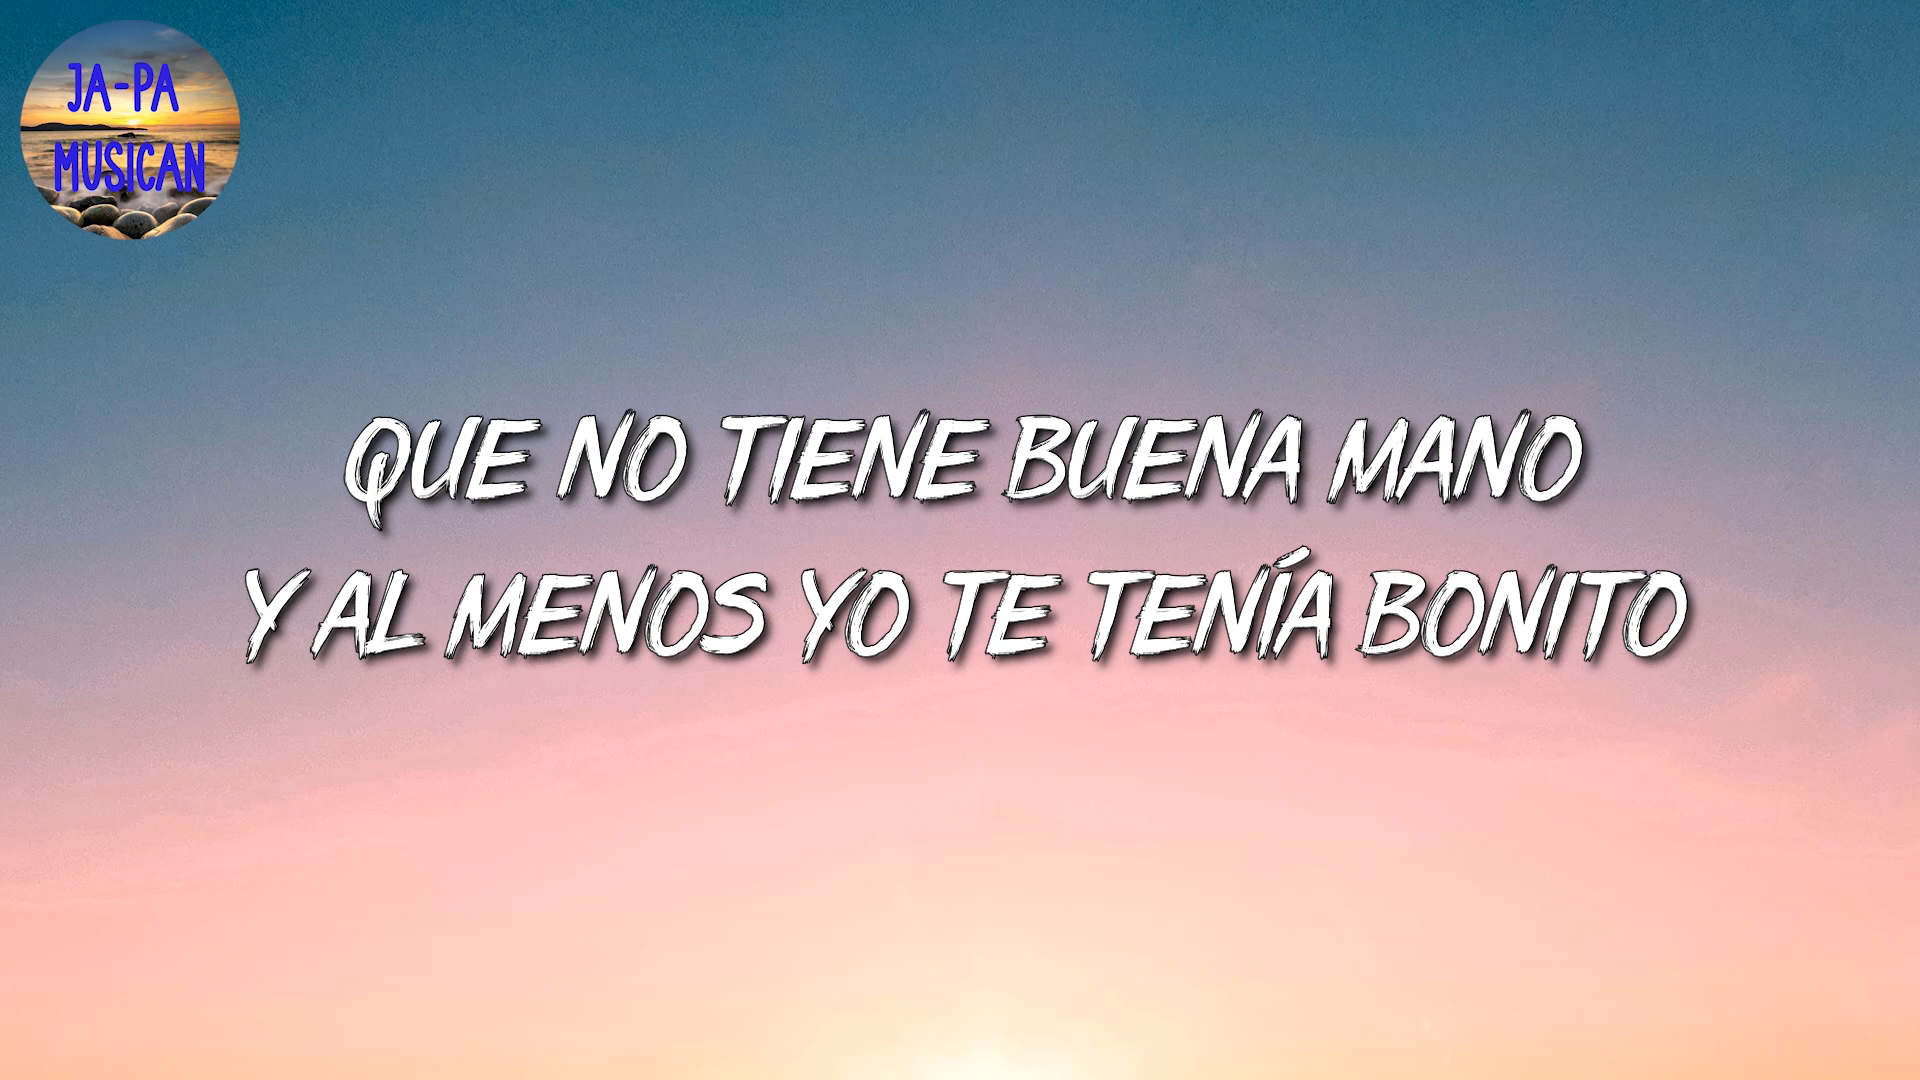 JA-PA
MUSICAN
QUE NO TIENE BUENA MANO
Y AL MENOS YO TE TENÍA BONITO